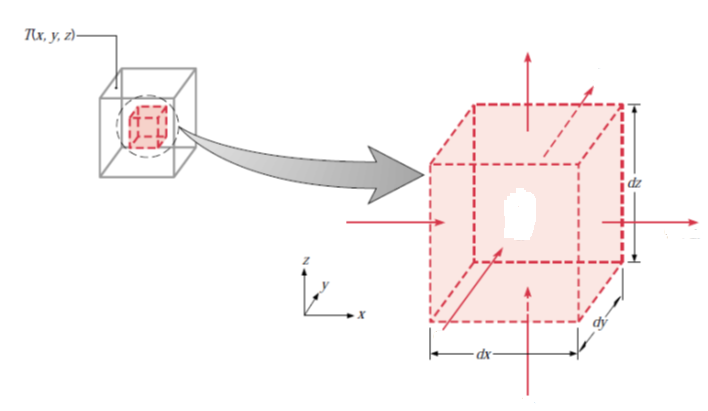 T(x, y, z)
dz
z
y
x
dy
dx